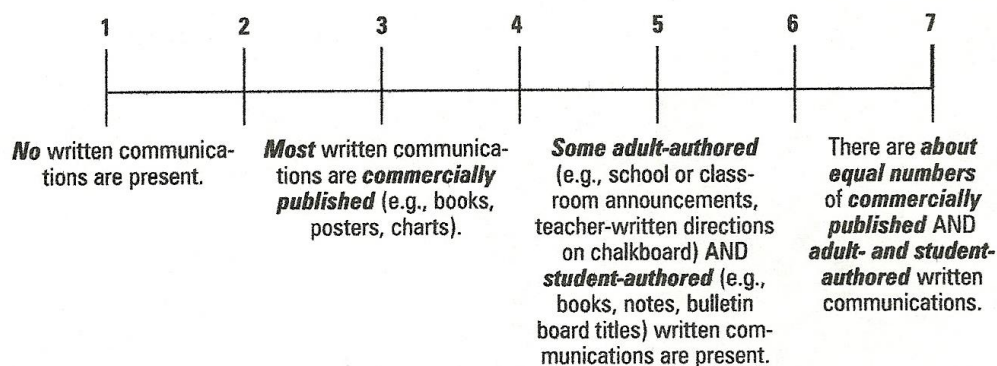 1 2 3 4 5 6 7
No written communica-
tions are present.
Most written communica-
tions are commercially
published (e.g., books,
posters, charts).
Some adult-authored
(e.g., school or class-
room announcements,
teacher-written directions
on chalkboard) AND
student-authored (e.g.,
books, notes, bulletin
board titles) written com-
munications are present.
There are about
equal numbers
of commercially
published AND
adult- and student-
authored written
communications.